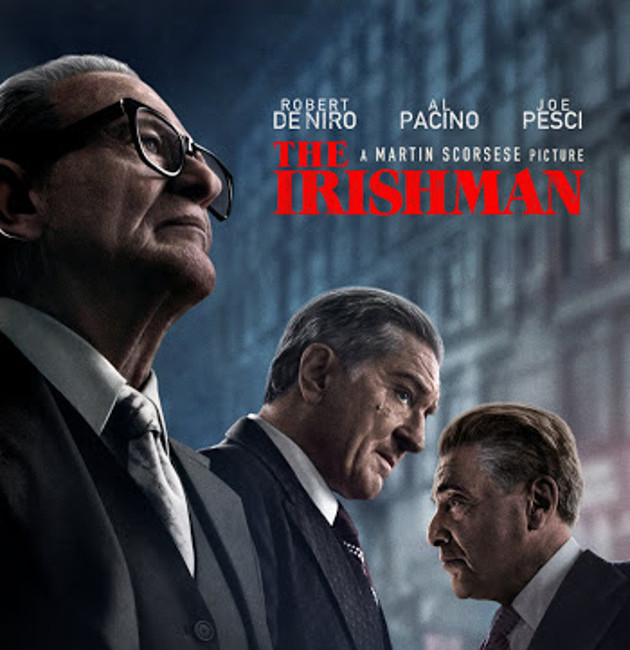 ROBERT DE NIRO
AL PACINO
JOE PESCI
THE
A MARTIN SCORSESE PICTURE
IRISHMAN